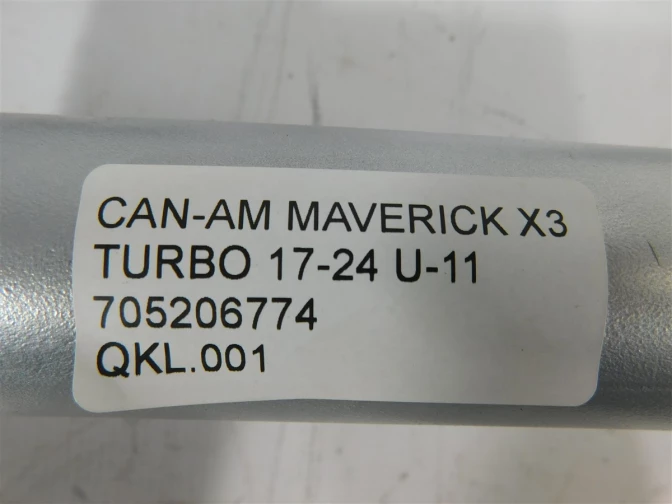 CAN-AM MAVERICK X3
TURBO 17-24 U-11
705206774
QKL.001